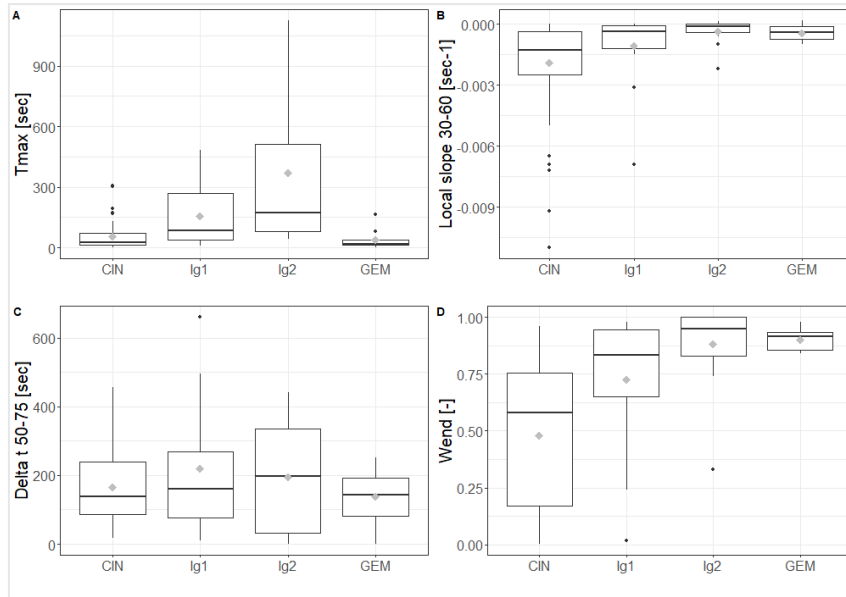 A
Tmax [sec]
900
600
300
0
CIN Ig1 Ig2 GEM
B
Local slope 30-60 [sec-1]
0.000
-0.003
-0.006
-0.009
CIN Ig1 Ig2 GEM
C
Delta t 50-75 [sec]
600
400
200
0
CIN Ig1 Ig2 GEM
D
Wend [-]
1.00
0.75
0.50
0.25
0.00
CIN Ig1 Ig2 GEM